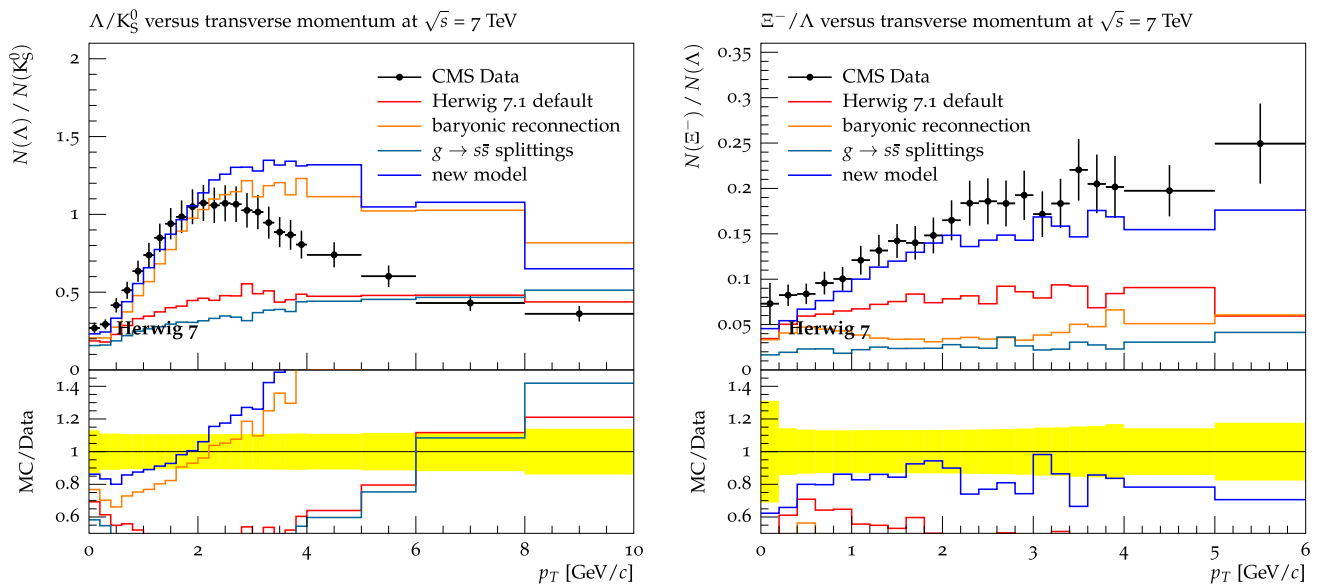 Λ/K⁰_S versus transverse momentum at √s = 7 TeV
N(Λ) / N(K⁰_S)
2
1.5
1
0.5
0
CMS Data
Herwig 7.1 default
baryonic reconnection
g → ss̄ splittings
new model
Herwig 7
MC/Data
1.4
1.2
1
0.8
0.6
0 2 4 6 8 10
p_T [GeV/c]
Ξ⁻/Λ versus transverse momentum at √s = 7 TeV
N(Ξ⁻) / N(Λ)
0.35
0.3
0.25
0.2
0.15
0.1
0.05
0
CMS Data
Herwig 7.1 default
baryonic reconnection
g → ss̄ splittings
new model
Herwig 7
MC/Data
1.4
1.2
1
0.8
0.6
0 1 2 3 4 5 6
p_T [GeV/c]